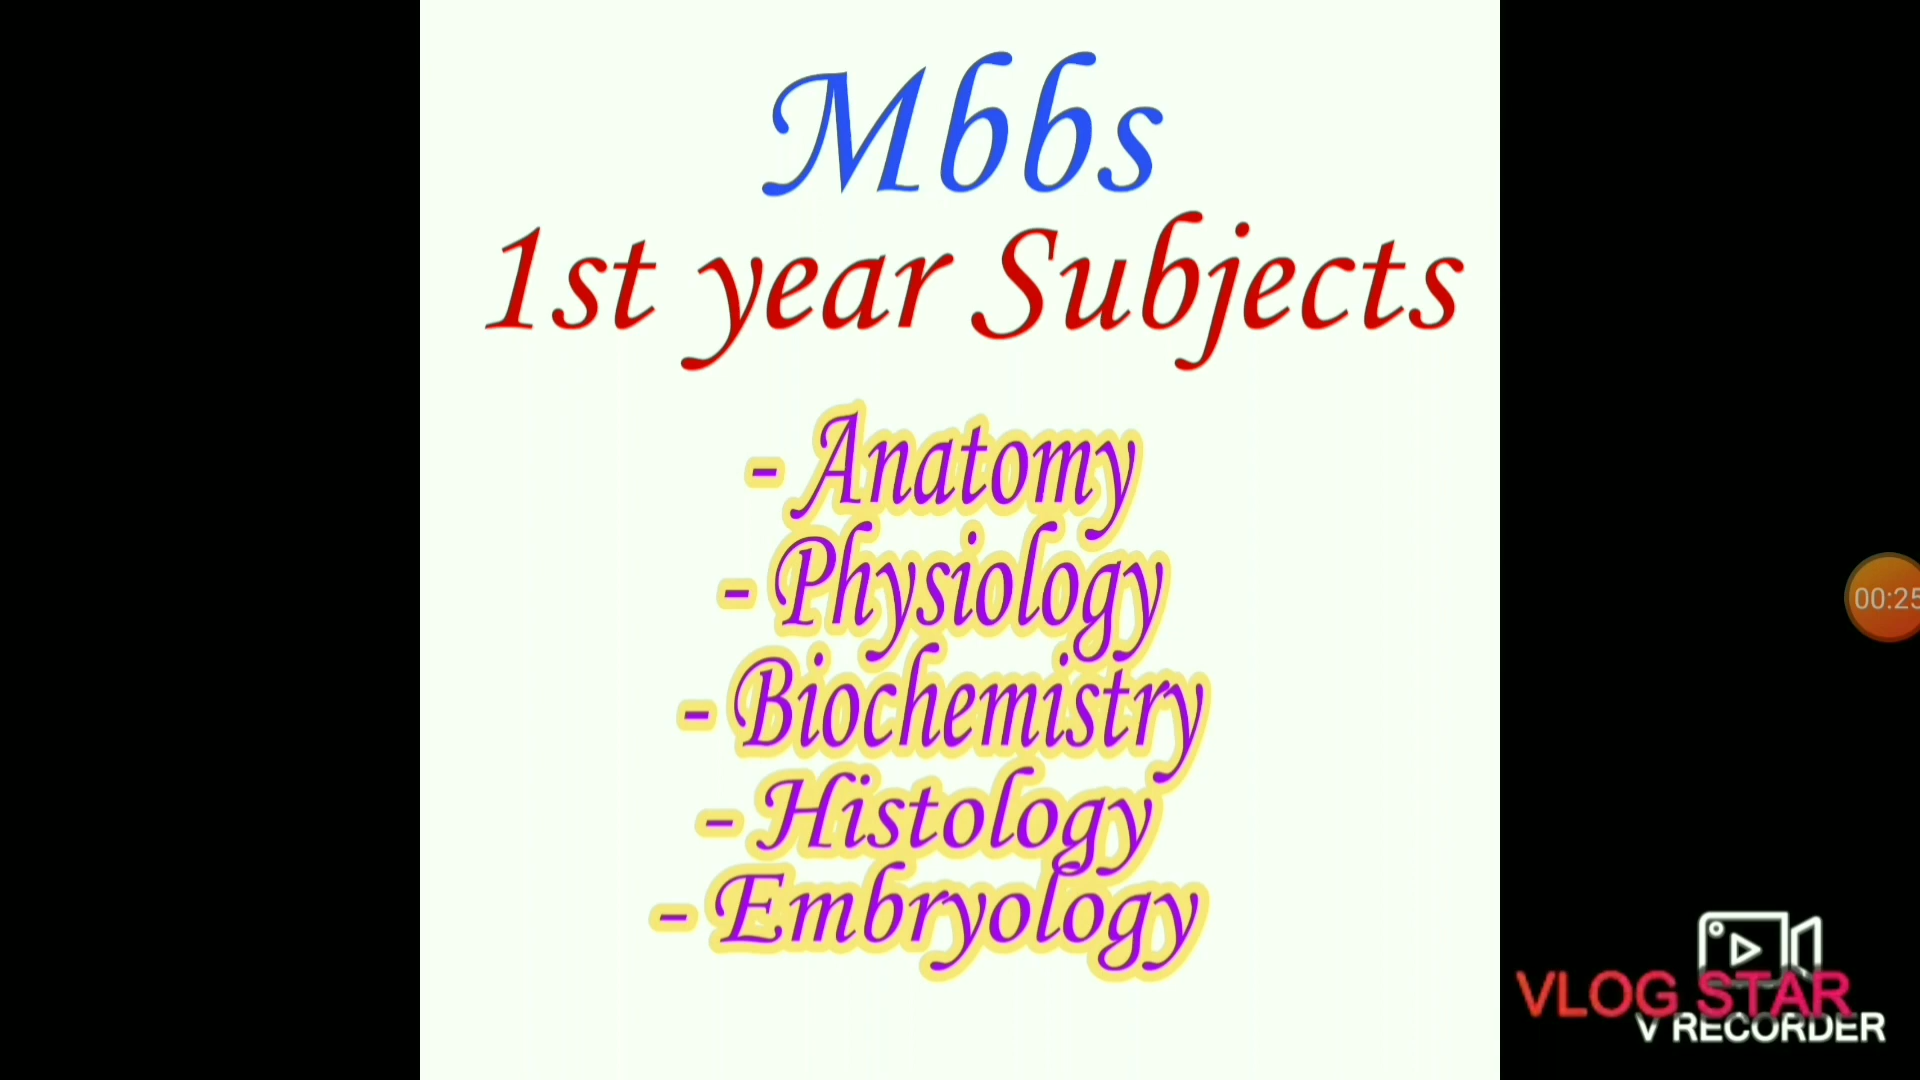 Mbbs
1st year Subjects
- Anatomy
- Physiology
- Biochemistry
- Histology
- Embryology
00:25
VLOG STAR
V RECORDER